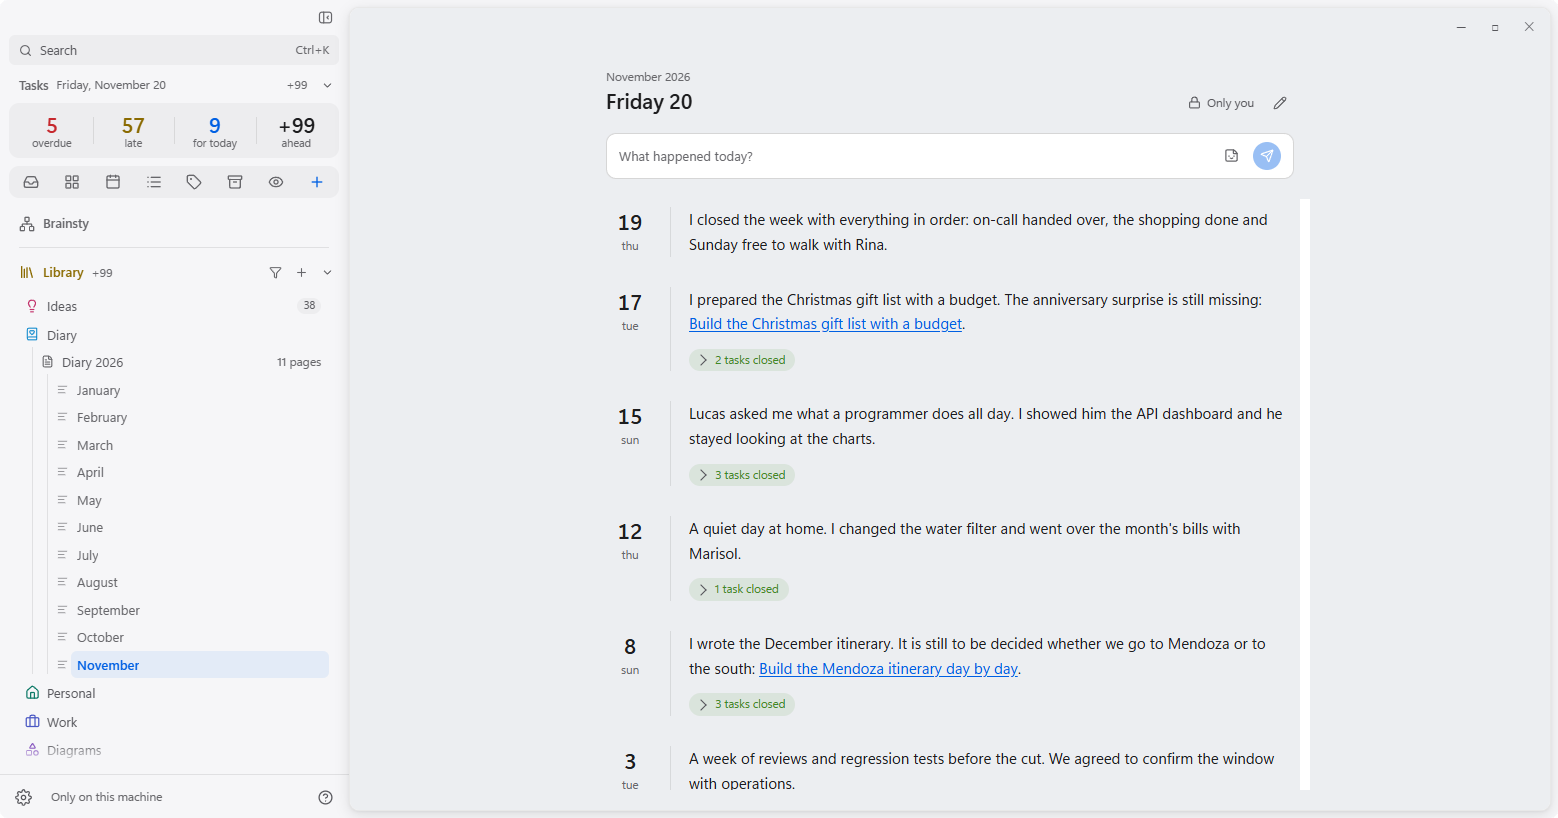 Search Ctrl+K
Tasks Friday, November 20 +99
5 57 9 +99
overdue late for today ahead
Brainsty
Library +99
Ideas 38
Diary
Diary 2026 11 pages
January
February
March
April
May
June
July
August
September
October
November
Personal
Work
Diagrams
Only on this machine
November 2026
Friday 20
Only you
What happened today?
19
thu
I closed the week with everything in order: on-call handed over, the shopping done and
Sunday free to walk with Rina.
17
tue
I prepared the Christmas gift list with a budget. The anniversary surprise is still missing:
Build the Christmas gift list with a budget.
2 tasks closed
15
sun
Lucas asked me what a programmer does all day. I showed him the API dashboard and he
stayed looking at the charts.
3 tasks closed
12
thu
A quiet day at home. I changed the water filter and went over the month's bills with
Marisol.
1 task closed
8
sun
I wrote the December itinerary. It is still to be decided whether we go to Mendoza or to
the south: Build the Mendoza itinerary day by day.
3 tasks closed
3
tue
A week of reviews and regression tests before the cut. We agreed to confirm the window
with operations.